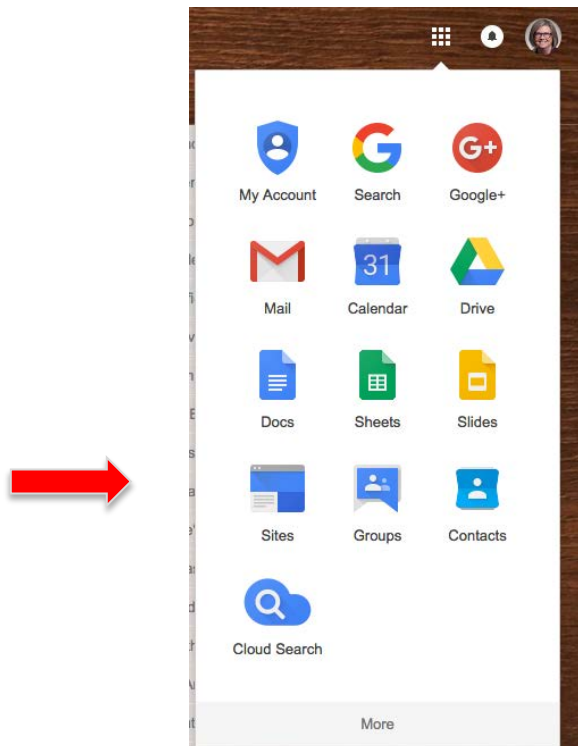 G+
My Account Search Google+
31
Mail Calendar Drive
Docs Sheets Slides
Sites Groups Contacts
Cloud Search
More